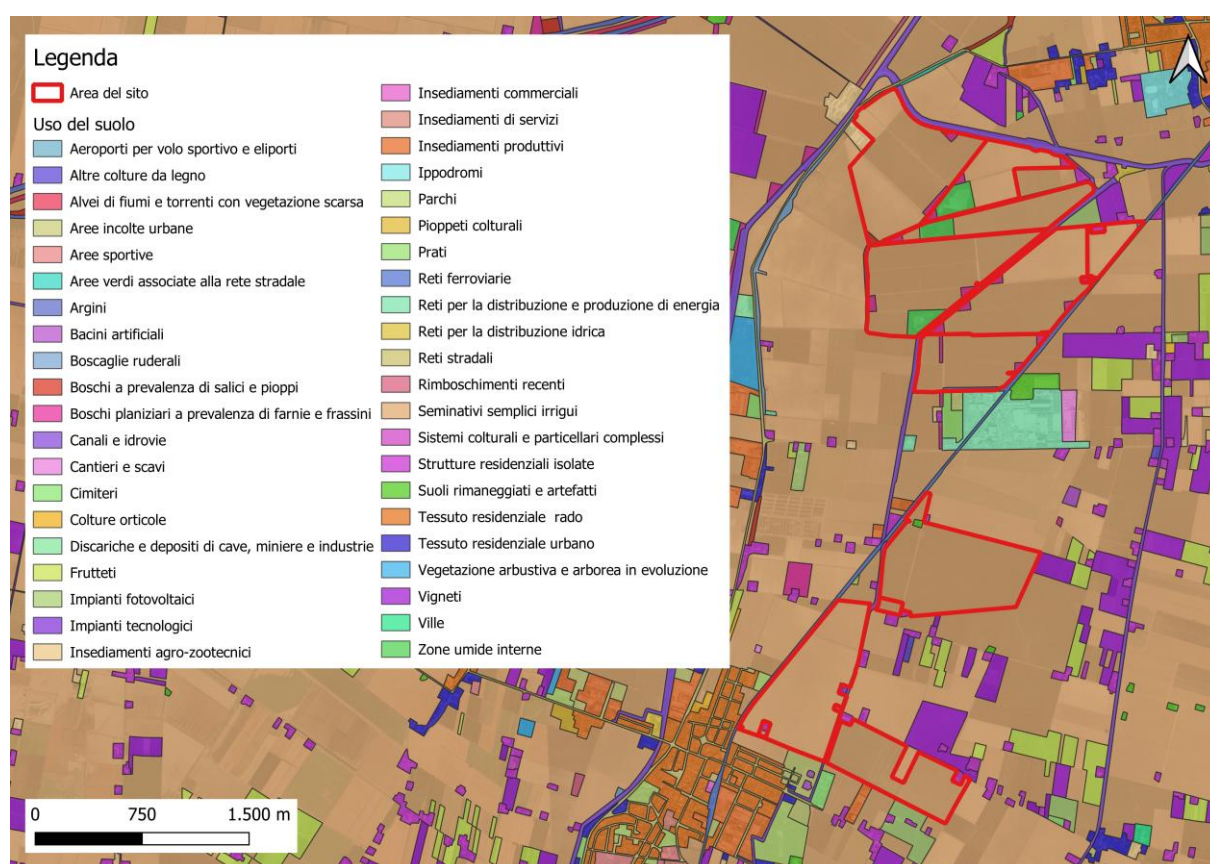 Legenda
Area del sito
Uso del suolo
Aeroporti per volo sportivo e eliporti
Altre colture da legno
Alvei di fiumi e torrenti con vegetazione scarsa
Aree incolte urbane
Aree sportive
Aree verdi associate alla rete stradale
Argini
Bacini artificiali
Boscaglie ruderali
Boschi a prevalenza di salici e pioppi
Boschi planiziari a prevalenza di farnie e frassini
Canali e idrovie
Cantieri e scavi
Cimiteri
Colture orticole
Discariche e depositi di cave, miniere e industrie
Frutteti
Impianti fotovoltaici
Impianti tecnologici
Insediamenti agro-zootecnici
Insediamenti commerciali
Insediamenti di servizi
Insediamenti produttivi
Ippodromi
Parchi
Pioppeti colturali
Prati
Reti ferroviarie
Reti per la distribuzione e produzione di energia
Reti per la distribuzione idrica
Reti stradali
Rimboschimenti recenti
Seminativi semplici irrigui
Sistemi colturali e particellari complessi
Strutture residenziali isolate
Suoli rimaneggiati e artefatti
Tessuto residenziale  rado
Tessuto residenziale urbano
Vegetazione arbustiva e arborea in evoluzione
Vigneti
Ville
Zone umide interne
0 750 1.500 m